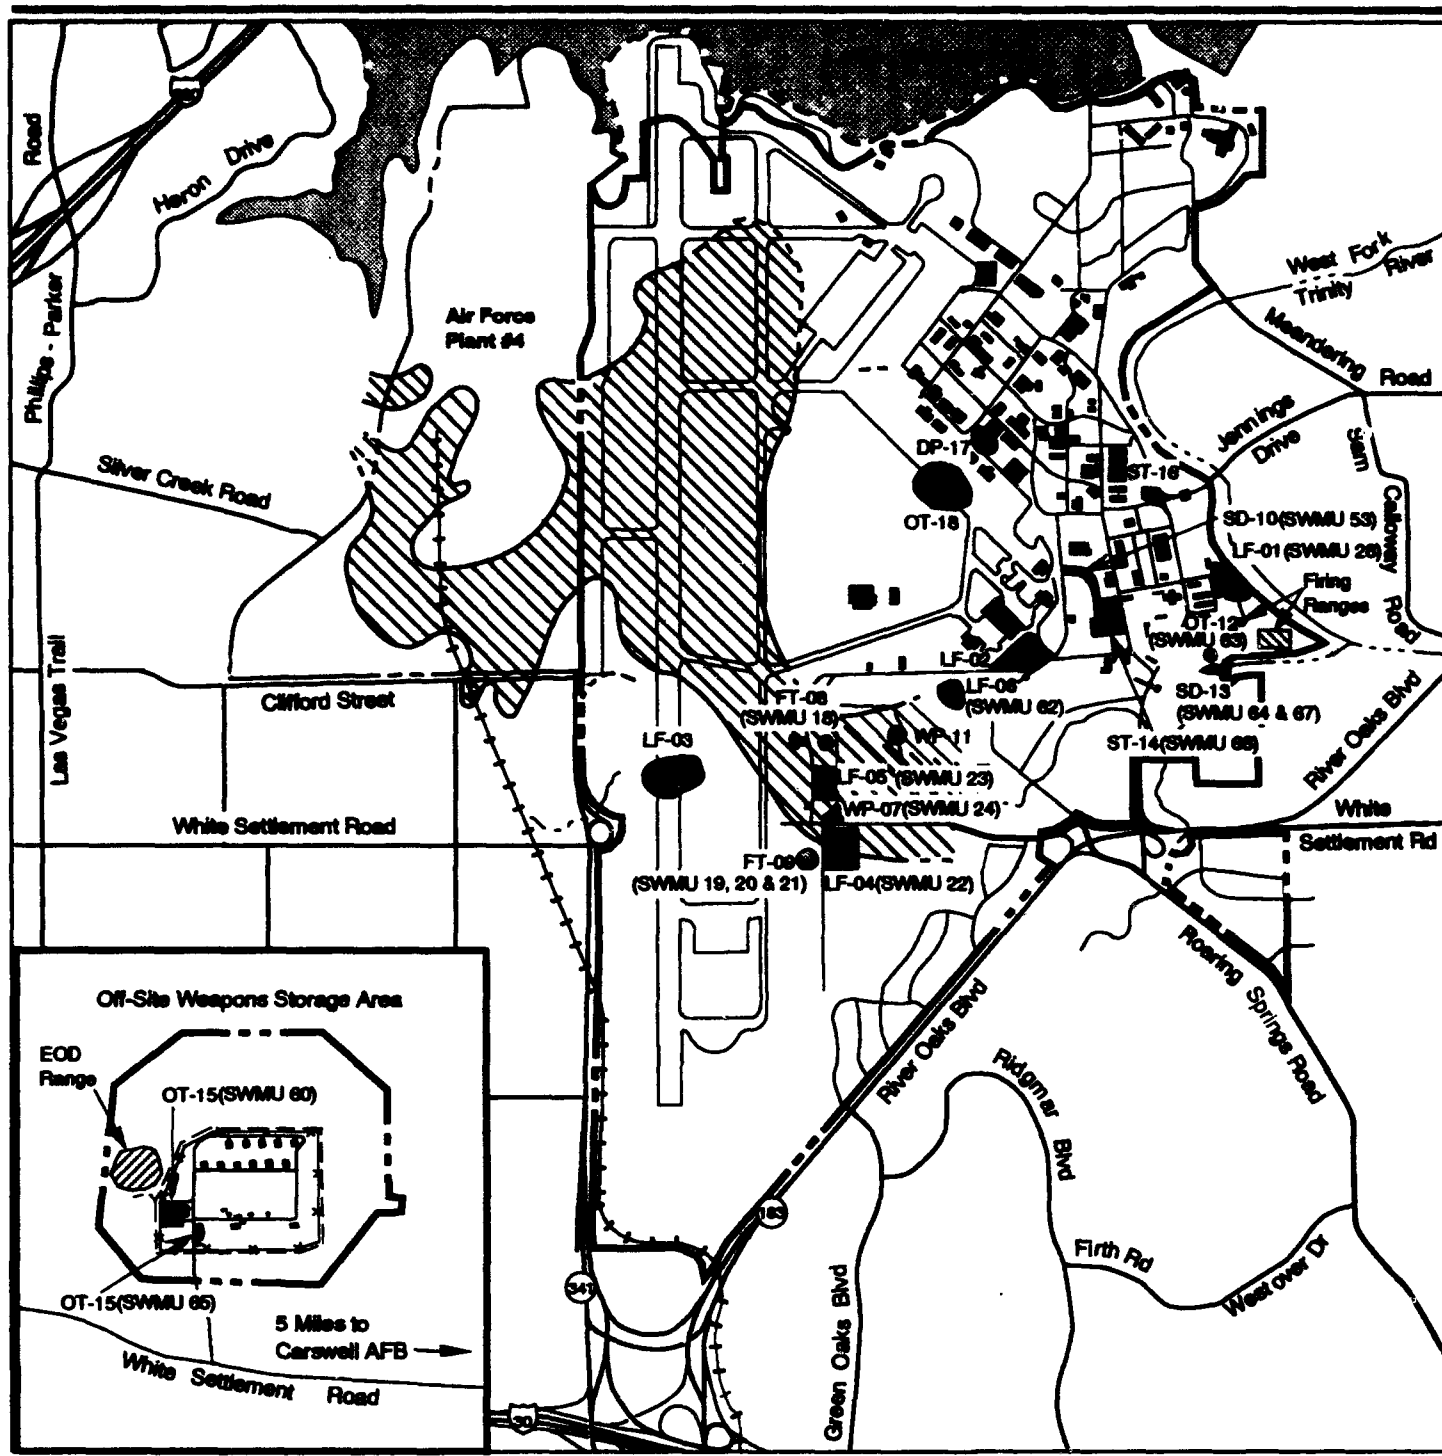 Road
Heron Drive
Phillips - Parker
Air Force
Plant #4
West Fork
Trinity River
Meandering Road
Jennings
Drive
Sam Calloway Road
Silver Creek Road
DP-17
OT-18
ST-16
SD-10(SWMU 53)
LF-01(SWMU 28)
Firing
Ranges
OT-12
(SWMU 63)
LF-02
LF-06
(SWMU 62)
SD-13
(SWMU 64 & 67)
ST-14(SWMU 68)
River Oaks Blvd
Las Vegas Trail
Clifford Street
FT-08
(SWMU 18)
WP-11
LF-03
LF-05 (SWMU 23)
WP-07(SWMU 24)
White Settlement Road
White
Settlement Rd
FT-09
(SWMU 19, 20 & 21)
LF-04(SWMU 22)
Roaring Springs Road
River Oaks Blvd
Ridgmar Blvd
Firth Rd
Westover Dr
Green Oaks Blvd
183
341
30
Off-Site Weapons Storage Area
EOD
Range
OT-15(SWMU 60)
OT-15(SWMU 65)
5 Miles to
Carswell AFB
White Settlement Road